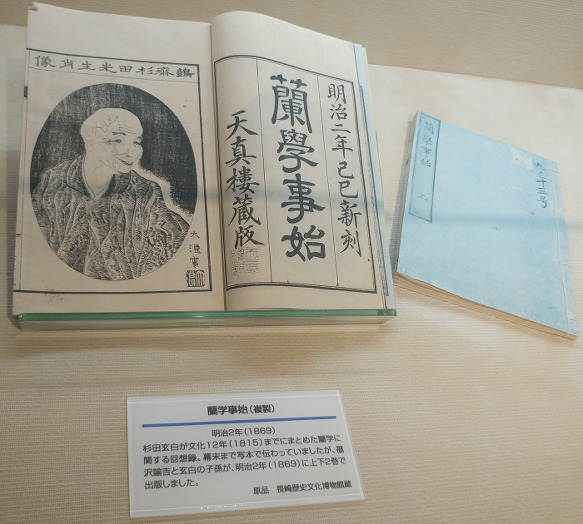 明治二年己巳新刻
蘭學事始
天真樓蔵版
鷧齋杉田先生肖像
蘭學事始 上
蘭学事始（複製）
明治2年（1869）
杉田玄白が文化12年（1815）までにまとめた蘭学に
関する回想録。幕末まで写本で伝わっていましたが、福
沢諭吉と玄白の子孫が、明治2年（1869）に上下2巻で
出版しました。
原品　長崎歴史文化博物館蔵